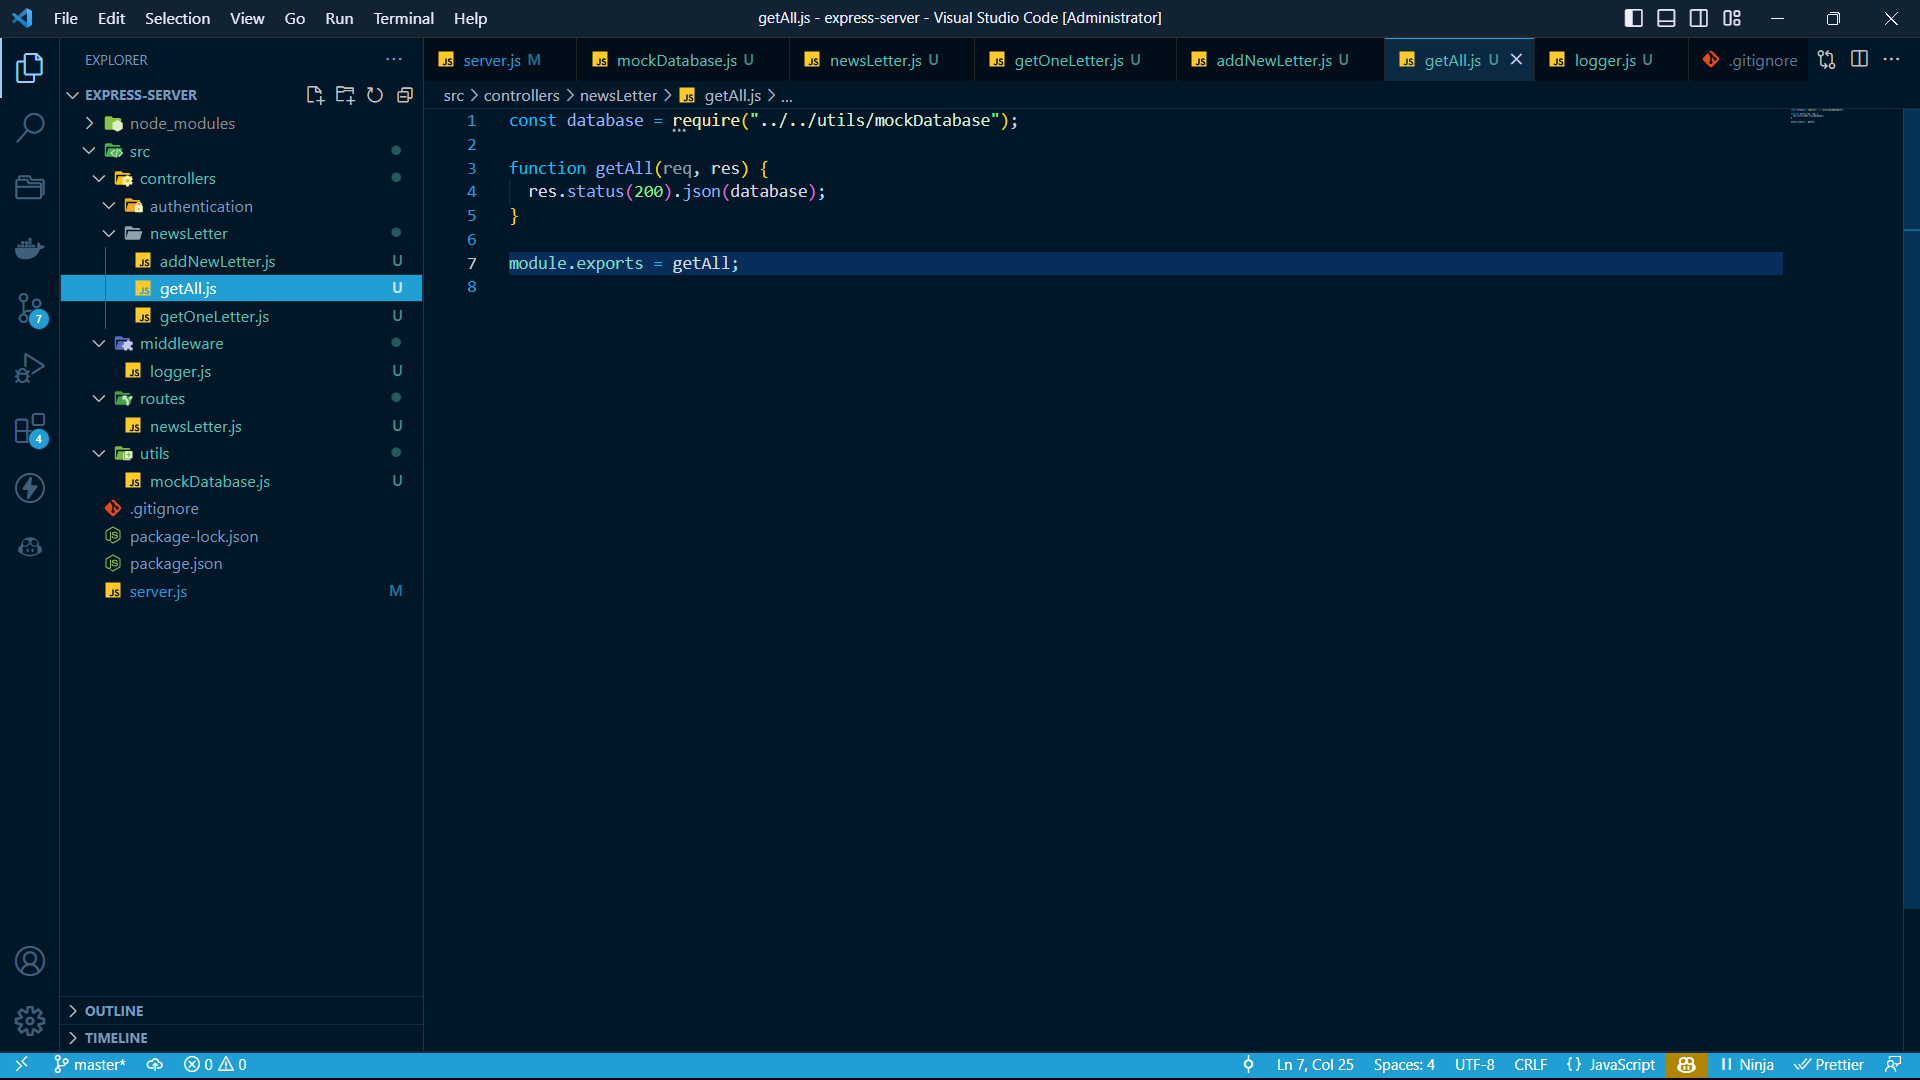 File Edit Selection View Go Run Terminal Help
getAll.js - express-server - Visual Studio Code [Administrator]
EXPLORER
EXPRESS-SERVER
node_modules
src
controllers
authentication
newsLetter
addNewLetter.js U
getAll.js U
getOneLetter.js U
middleware
logger.js U
routes
newsLetter.js U
utils
mockDatabase.js U
.gitignore
package-lock.json
package.json
server.js M
OUTLINE
TIMELINE
7
4
server.js M mockDatabase.js U newsLetter.js U getOneLetter.js U addNewLetter.js U getAll.js U logger.js U .gitignore
src > controllers > newsLetter > getAll.js > ...
1 const database = require("../../utils/mockDatabase");
2
3 function getAll(req, res) {
4 res.status(200).json(database);
5 }
6
7 module.exports = getAll;
8
master* 0 0 Ln 7, Col 25 Spaces: 4 UTF-8 CRLF {} JavaScript Ninja Prettier